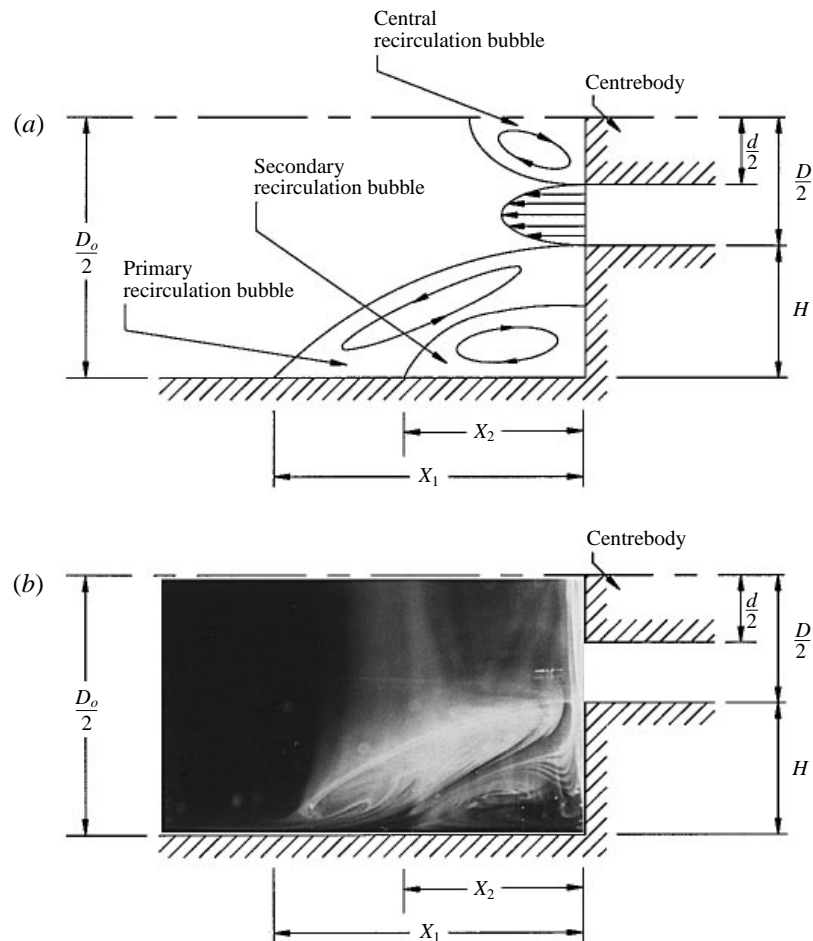 Central
recirculation bubble
Centrebody
(a)
d/2
D/2
Secondary
recirculation bubble
D_o/2
Primary
recirculation bubble
H
X_2
X_1
Centrebody
(b)
d/2
D/2
D_o/2
H
X_2
X_1